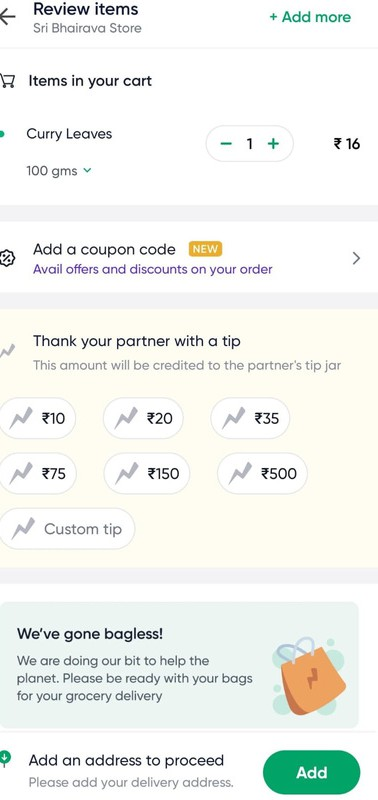 Review items
+ Add more
Sri Bhairava Store
Items in your cart
Curry Leaves
1
₹ 16
100 gms
Add a coupon code NEW
Avail offers and discounts on your order
Thank your partner with a tip
This amount will be credited to the partner's tip jar
₹10 ₹20 ₹35
₹75 ₹150 ₹500
Custom tip
We've gone bagless!
We are doing our bit to help the
planet. Please be ready with your bags
for your grocery delivery
Add an address to proceed
Please add your delivery address.
Add